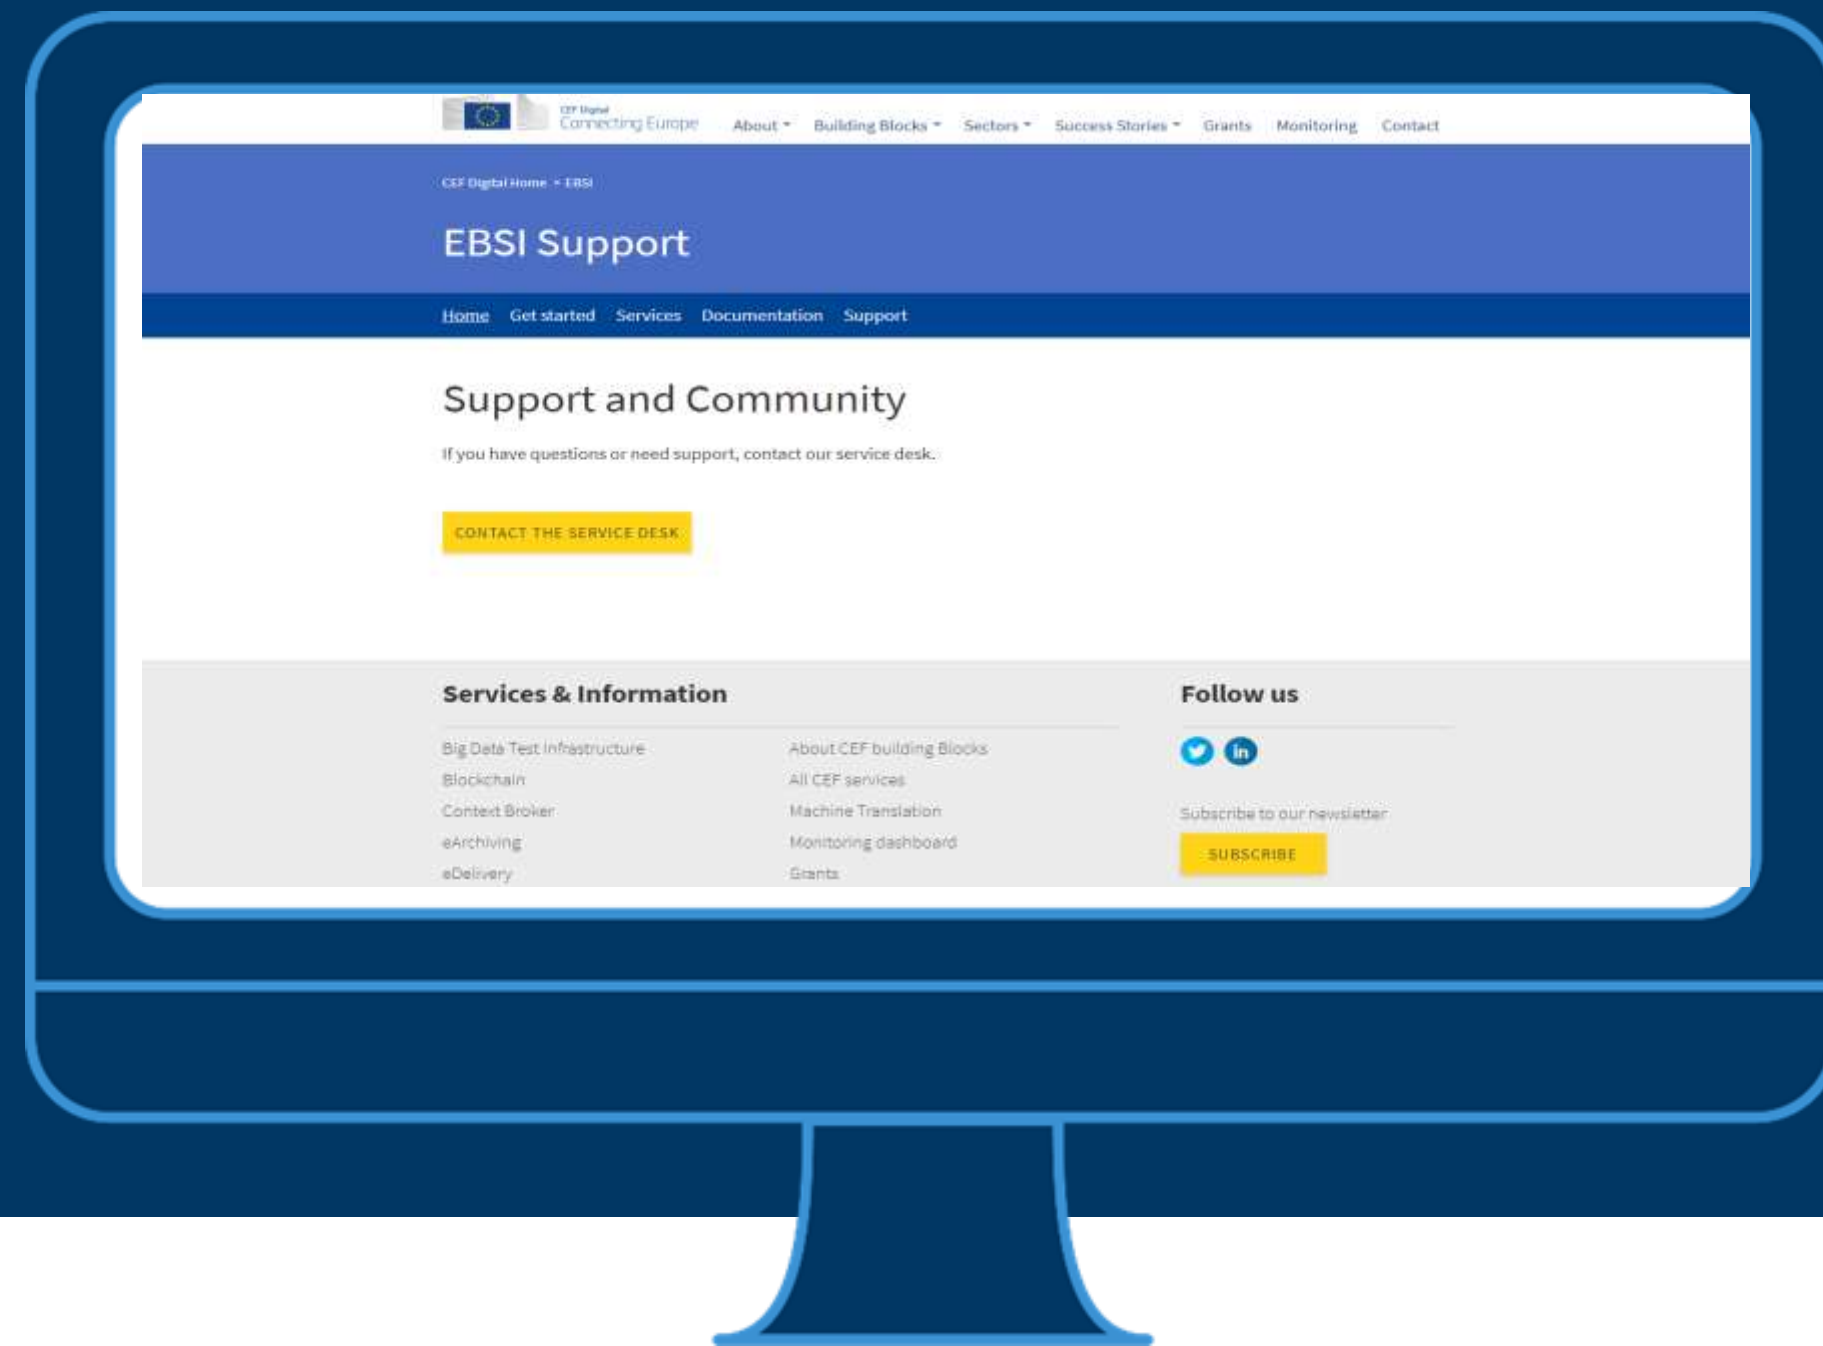 CEF Digital
Connecting Europe
About Building Blocks Sectors Success Stories Grants Monitoring Contact
CEF Digital Home > EBSI
EBSI Support
Home Get started Services Documentation Support
Support and Community
If you have questions or need support, contact our service desk.
CONTACT THE SERVICE DESK
Services & Information
Big Data Test Infrastructure
Blockchain
Context Broker
eArchiving
eDelivery
About CEF building Blocks
All CEF services
Machine Translation
Monitoring dashboard
Grants
Follow us
in
Subscribe to our newsletter
SUBSCRIBE